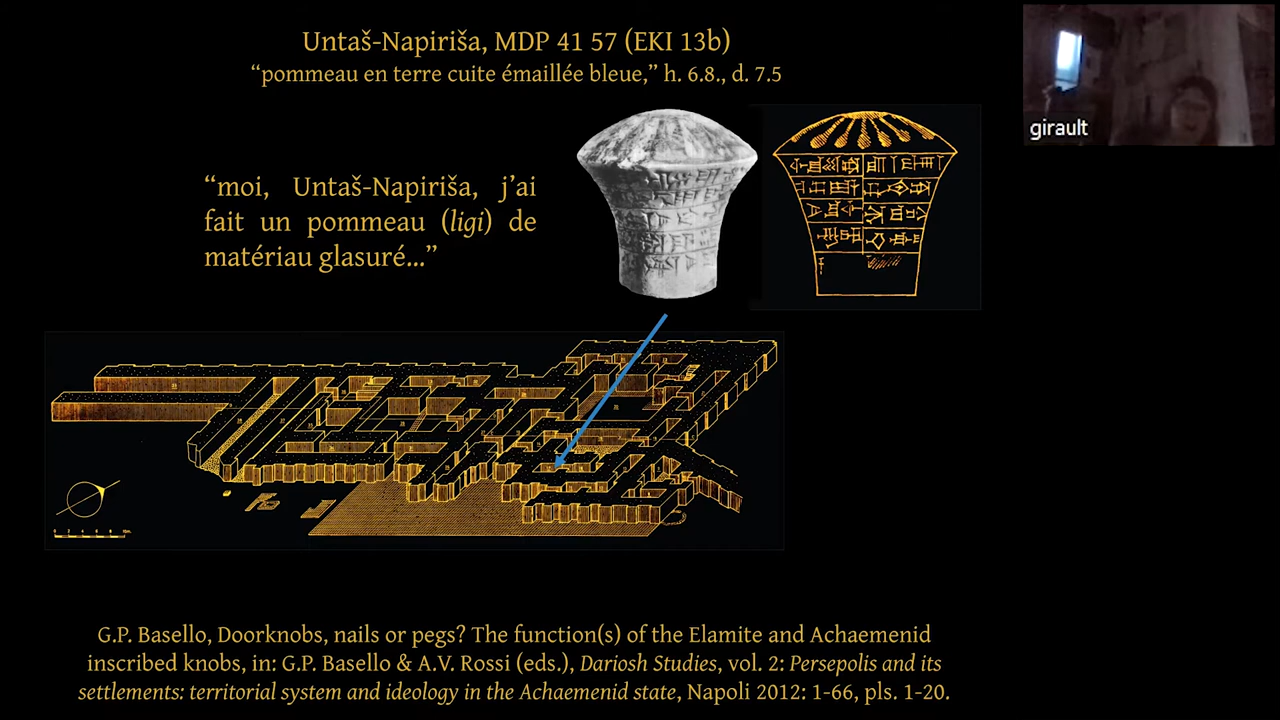 Untaš-Napiriša, MDP 41 57 (EKI 13b)
“pommeau en terre cuite émaillée bleue,” h. 6.8., d. 7.5
girault
“moi, Untaš-Napiriša, j’ai
fait un pommeau (ligi) de
matériau glasuré...”
G.P. Basello, Doorknobs, nails or pegs? The function(s) of the Elamite and Achaemenid
inscribed knobs, in: G.P. Basello & A.V. Rossi (eds.), Dariosh Studies, vol. 2: Persepolis and its
settlements: territorial system and ideology in the Achaemenid state, Napoli 2012: 1-66, pls. 1-20.